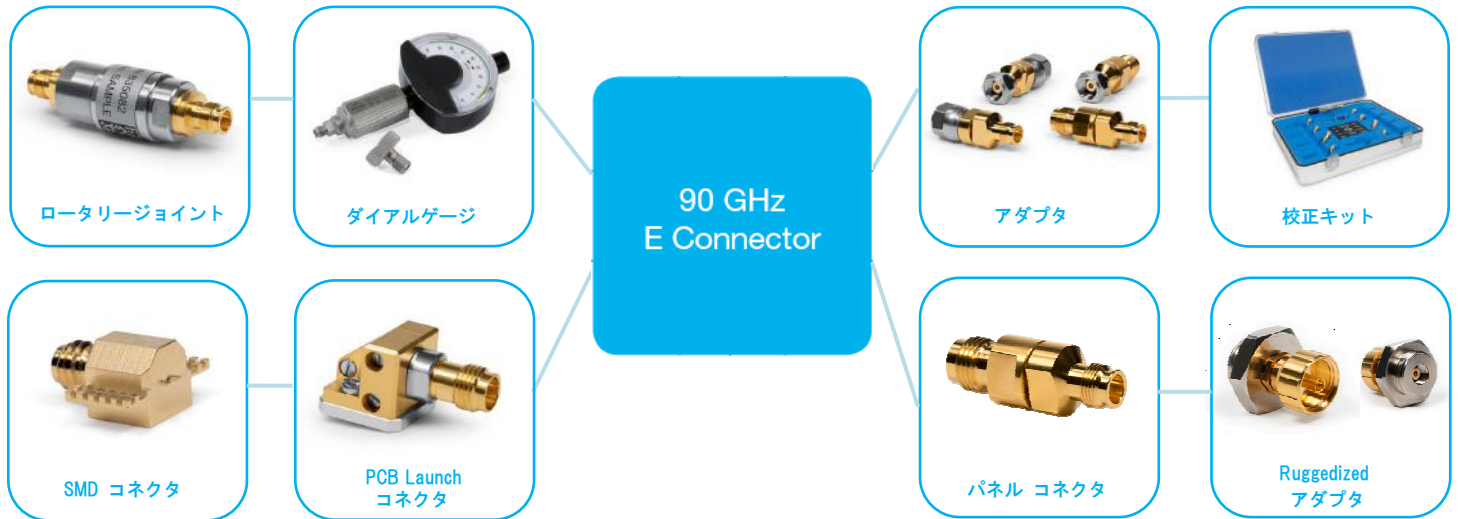 B35082
SAMPLE
ロータリージョイント
ダイアルゲージ
90 GHz
E Connector
アダプタ
校正キット
SMD コネクタ
PCB Launch
コネクタ
パネル コネクタ
Ruggedized
アダプタ